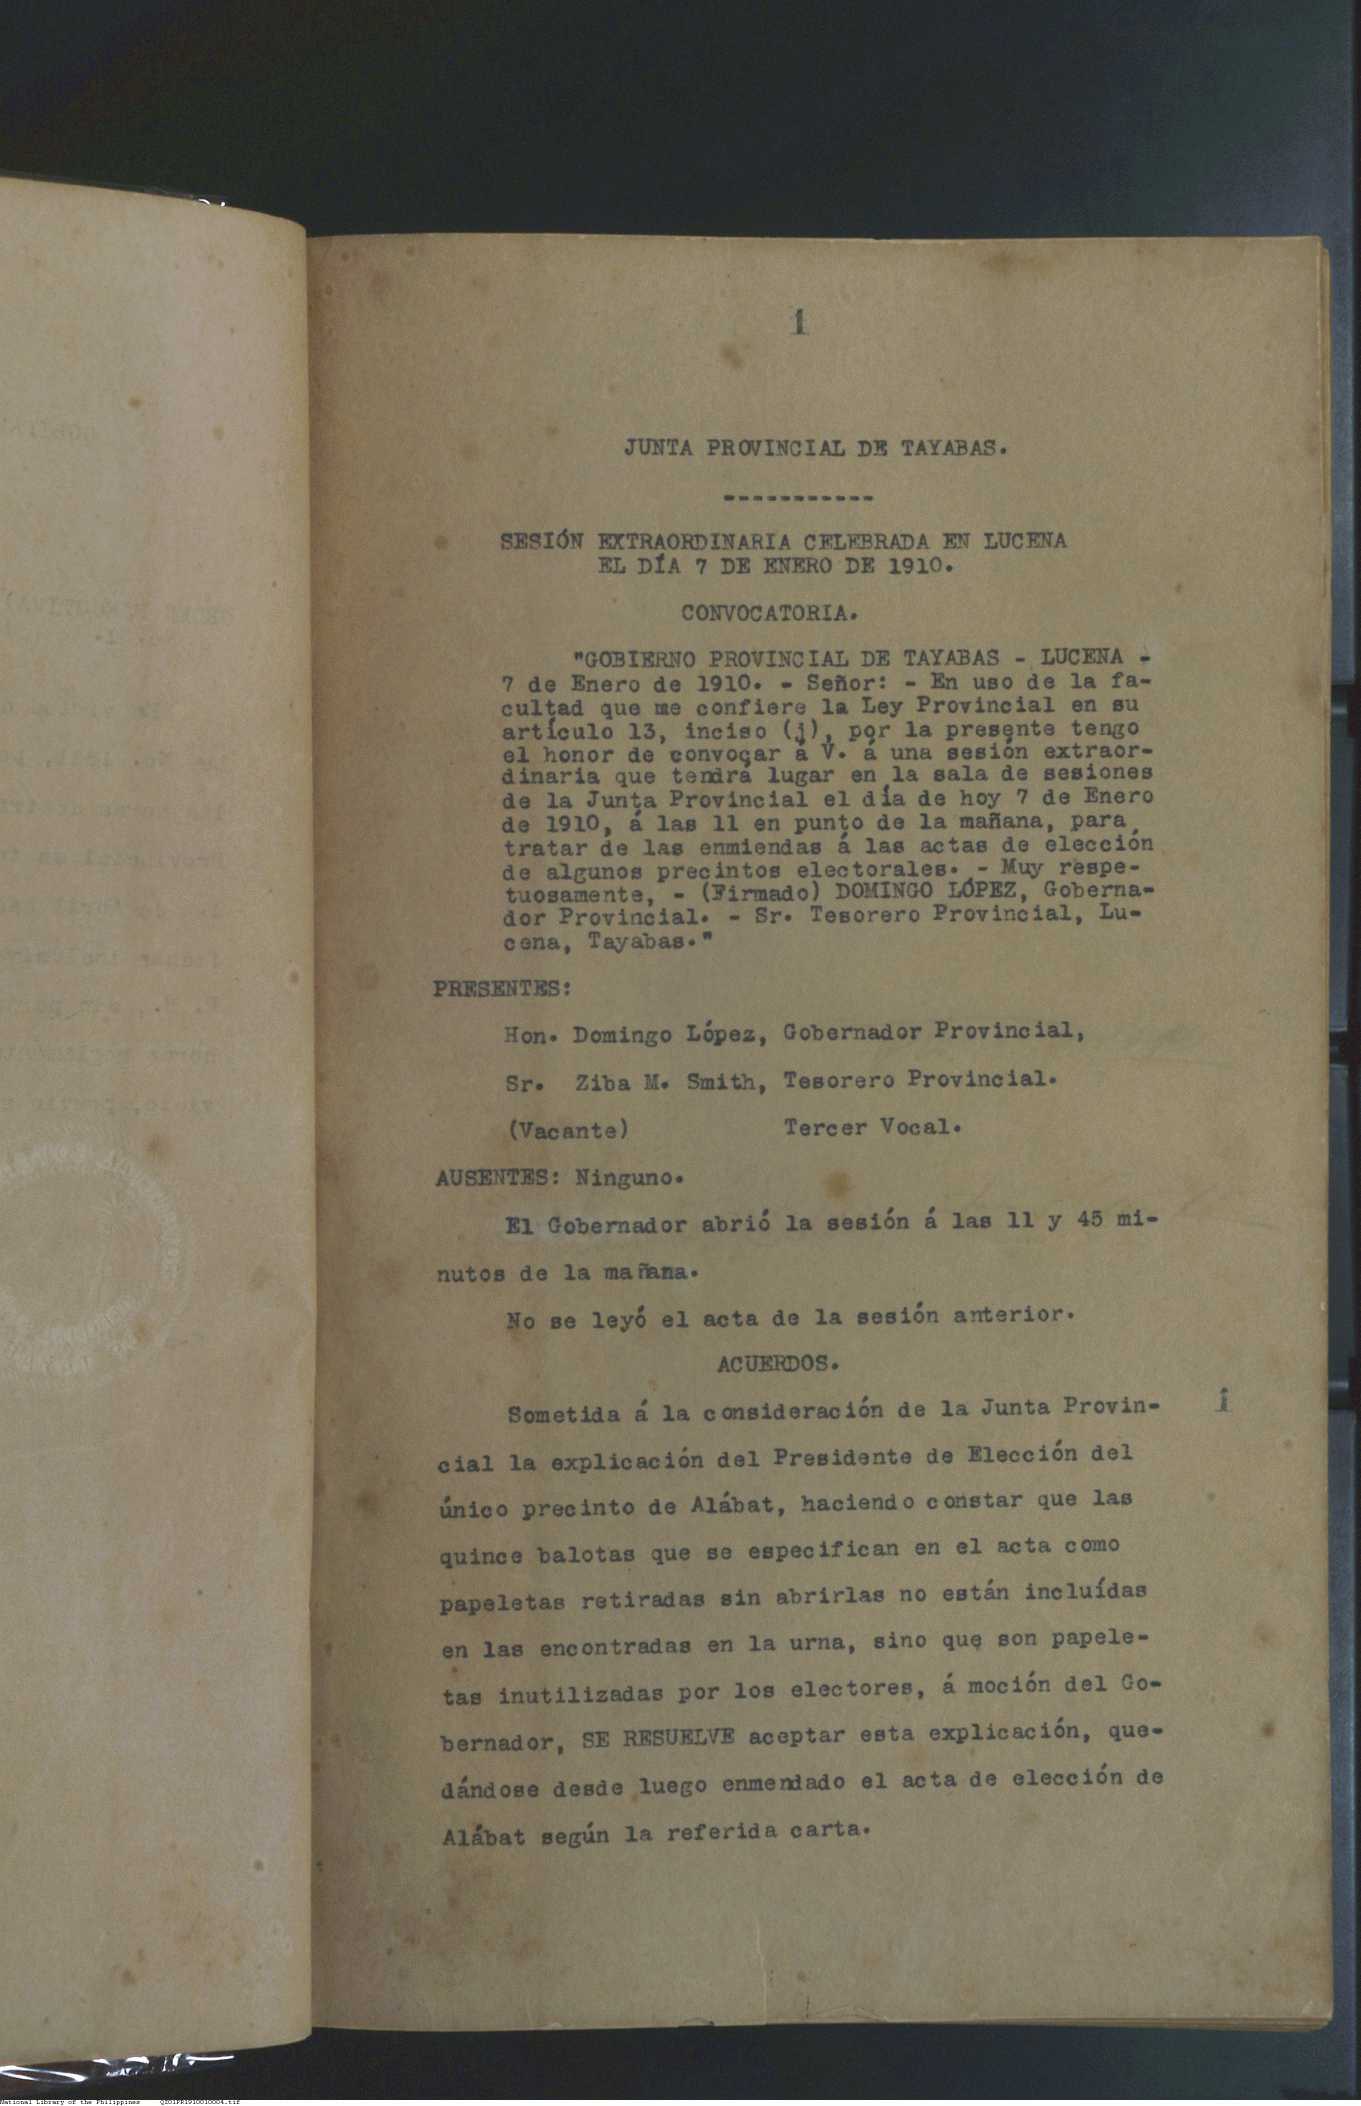 1
JUNTA PROVINCIAL DE TAYABAS.
-----------
SESIÓN EXTRAORDINARIA CELEBRADA EN LUCENA
EL DÍA 7 DE ENERO DE 1910.
CONVOCATORIA.
"GOBIERNO PROVINCIAL DE TAYABAS - LUCENA -
7 de Enero de 1910. - Señor: - En uso de la fa-
cultad que me confiere la Ley Provincial en su
artículo 13, inciso (j), por la presente tengo
el honor de convocar á V. á una sesión extraor-
dinaria que tendrá lugar en la sala de sesiones
de la Junta Provincial el día de hoy 7 de Enero
de 1910, á las 11 en punto de la mañana, para
tratar de las enmiendas á las actas de elección
de algunos precintos electorales. - Muy respe-
tuosamente, - (Firmado) DOMINGO LÓPEZ, Goberna-
dor Provincial. - Sr. Tesorero Provincial, Lu-
cena, Tayabas."
PRESENTES:
Hon. Domingo López, Gobernador Provincial,
Sr. Ziba M. Smith, Tesorero Provincial.
(Vacante) Tercer Vocal.
AUSENTES: Ninguno.
El Gobernador abrió la sesión á las 11 y 45 mi-
nutos de la mañana.
No se leyó el acta de la sesión anterior.
ACUERDOS.
Sometida á la consideración de la Junta Provin- 1
cial la explicación del Presidente de Elección del
único precinto de Alábat, haciendo constar que las
quince balotas que se especifican en el acta como
papeletas retiradas sin abrirlas no están incluídas
en las encontradas en la urna, sino que son papele-
tas inutilizadas por los electores, á moción del Go-
bernador, SE RESUELVE aceptar esta explicación, que-
dándose desde luego enmendado el acta de elección de
Alábat según la referida carta.
National Library of the Philippines QZ01PR1910010004.tif